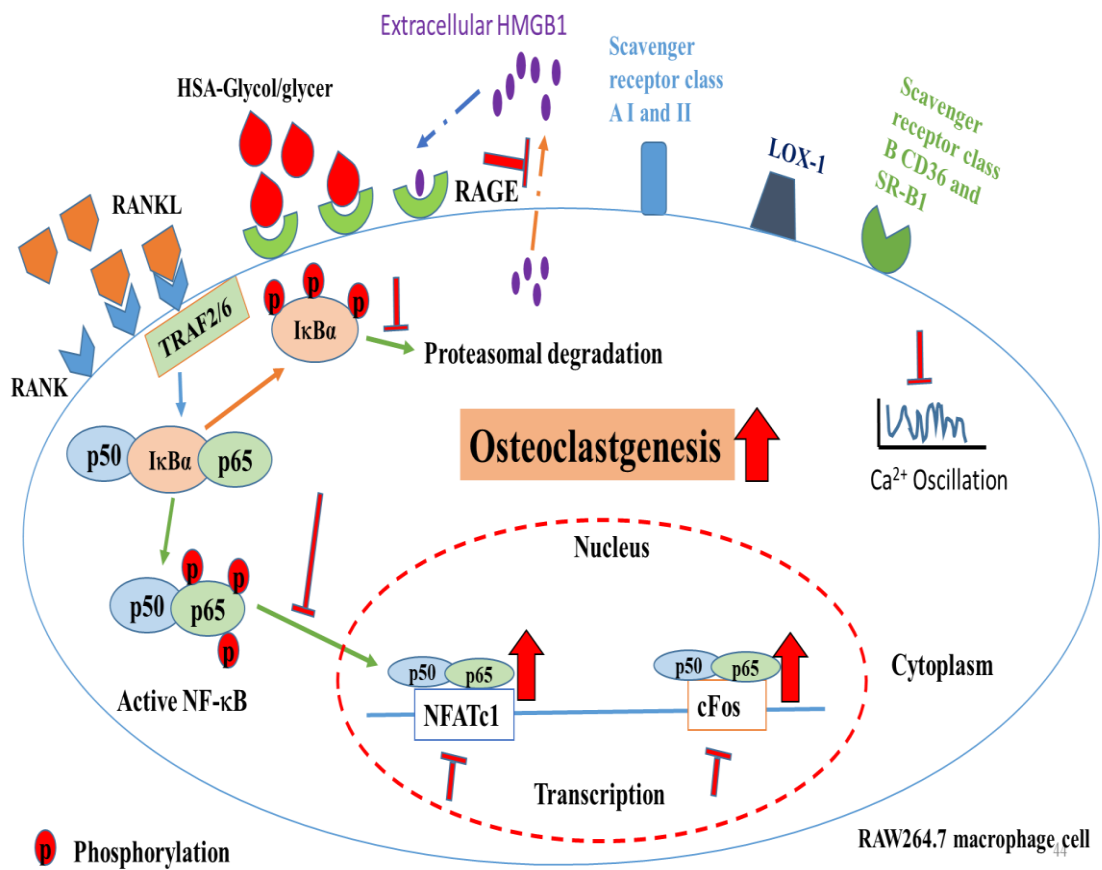 Extracellular HMGB1
HSA-Glycol/glycer
Scavenger
receptor class
A I and II
LOX-1
Scavenger
receptor class
B CD36 and
SR-B1
RAGE
RANKL
RANK
TRAF2/6
p
p
p
IκBα
Proteasomal degradation
p50
IκBα
p65
Osteoclastgenesis
Ca²⁺ Oscillation
Nucleus
p
p
p50
p65
p
Active NF-κB
p50
p65
NFATc1
p50
p65
cFos
Cytoplasm
Transcription
p
Phosphorylation
RAW264.7 macrophage cell
44